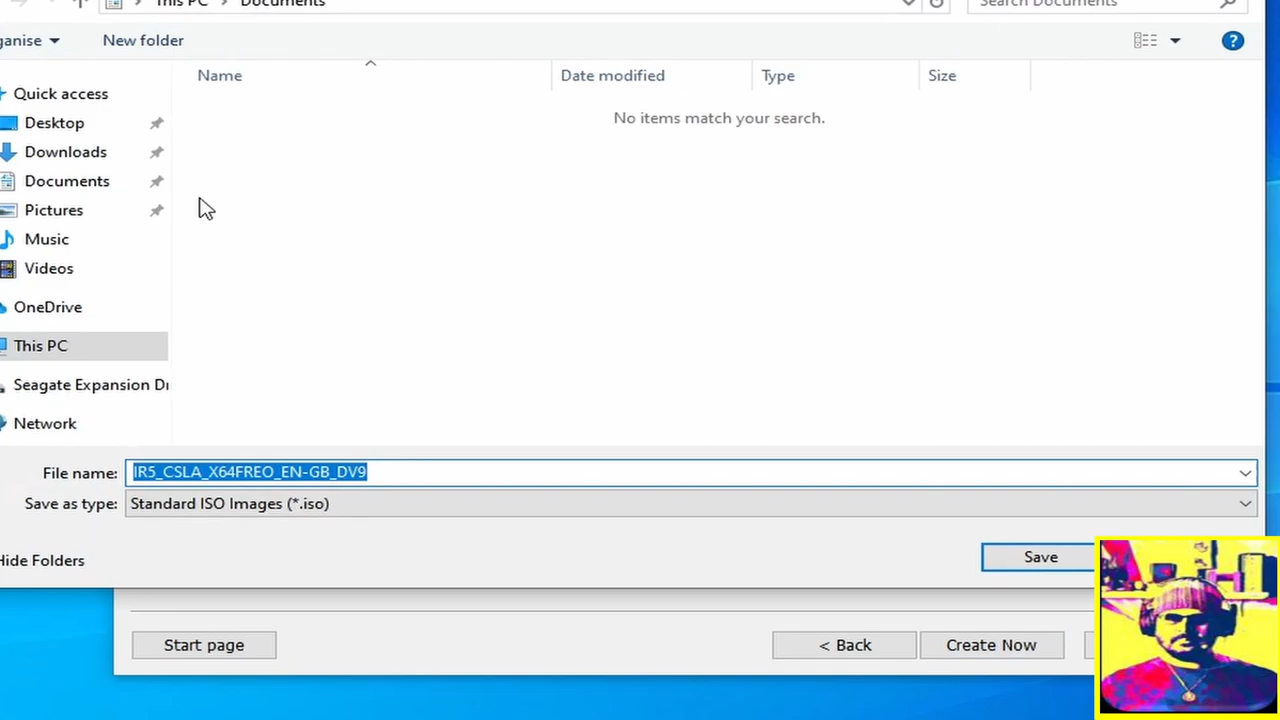 This PC > Documents
Search Documents
ganise
New folder
?
Name
Date modified
Type
Size
No items match your search.
Quick access
Desktop
Downloads
Documents
Pictures
Music
Videos
OneDrive
This PC
Seagate Expansion Dr
Network
File name: IR5_CSLA_X64FREO_EN-GB_DV9
Save as type: Standard ISO Images (*.iso)
Hide Folders
Save
Start page
< Back
Create Now